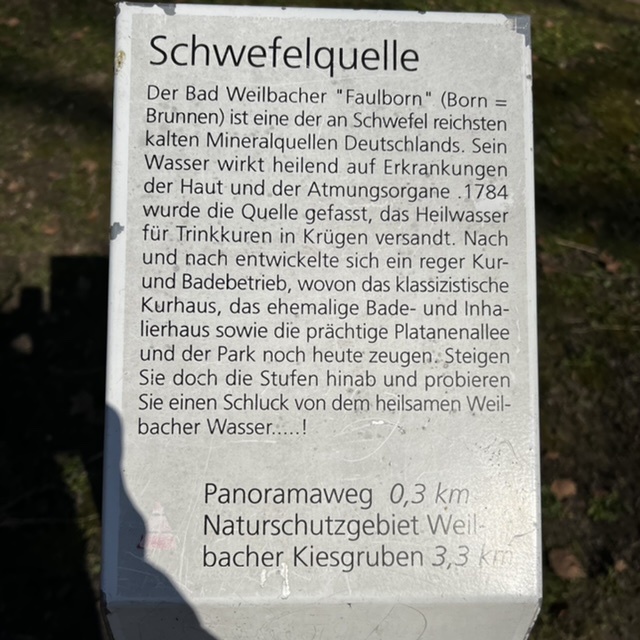 Schwefelquelle
Der Bad Weilbacher "Faulborn" (Born =
Brunnen) ist eine der an Schwefel reichsten
kalten Mineralquellen Deutschlands. Sein
Wasser wirkt heilend auf Erkrankungen
der Haut und der Atmungsorgane .1784
wurde die Quelle gefasst, das Heilwasser
für Trinkkuren in Krügen versandt. Nach
und nach entwickelte sich ein reger Kur-
und Badebetrieb, wovon das klassizistische
Kurhaus, das ehemalige Bade- und Inha-
lierhaus sowie die prächtige Platanenallee
und der Park noch heute zeugen. Steigen
Sie doch die Stufen hinab und probieren
Sie einen Schluck von dem heilsamen Weil-
bacher Wasser.....!
Panoramaweg 0,3 km
Naturschutzgebiet Weil-
bacher Kiesgruben 3,3 km